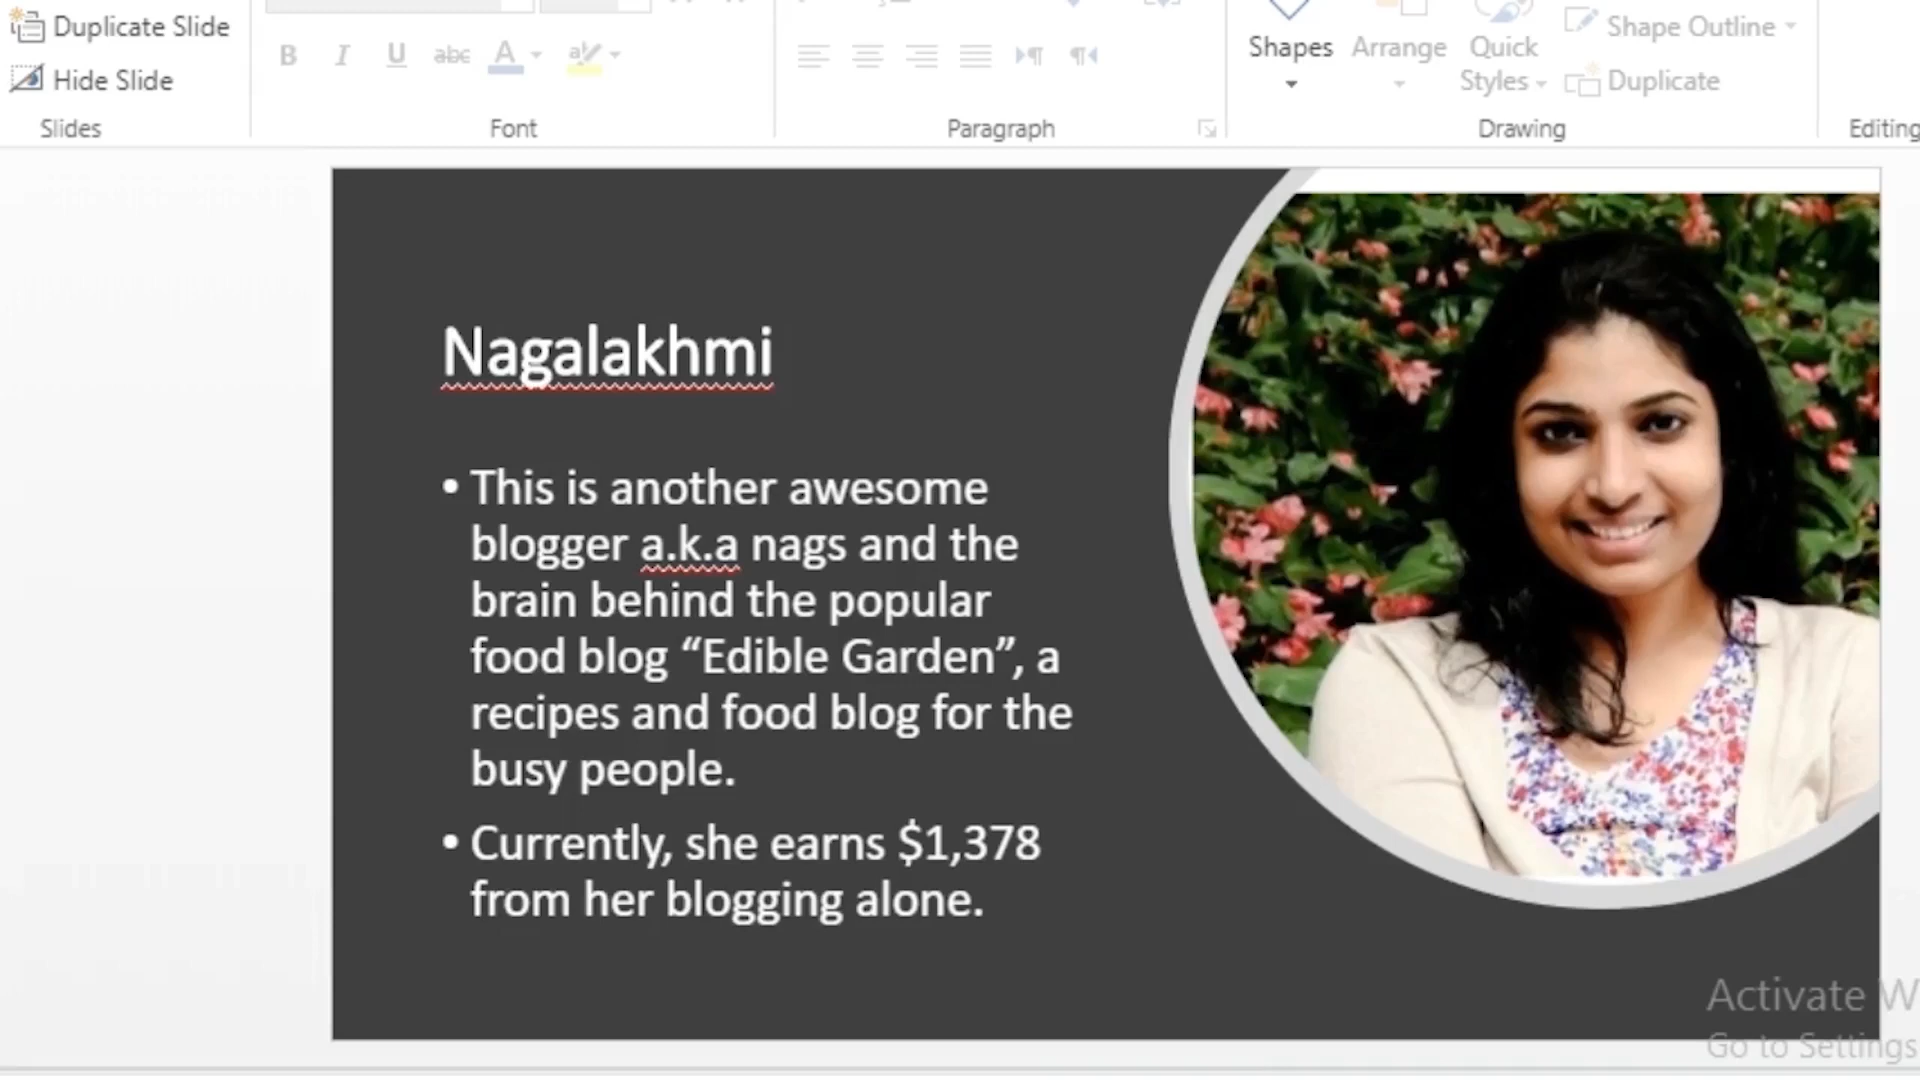 Duplicate Slide
Hide Slide
Slides
B I U abc A aby
Font
Paragraph
Shapes
Arrange
Quick
Styles
Shape Outline
Duplicate
Drawing
Editing
Nagalakhmi
• This is another awesome
blogger a.k.a nags and the
brain behind the popular
food blog “Edible Garden”, a
recipes and food blog for the
busy people.
• Currently, she earns $1,378
from her blogging alone.
Activate W
Go to Settings